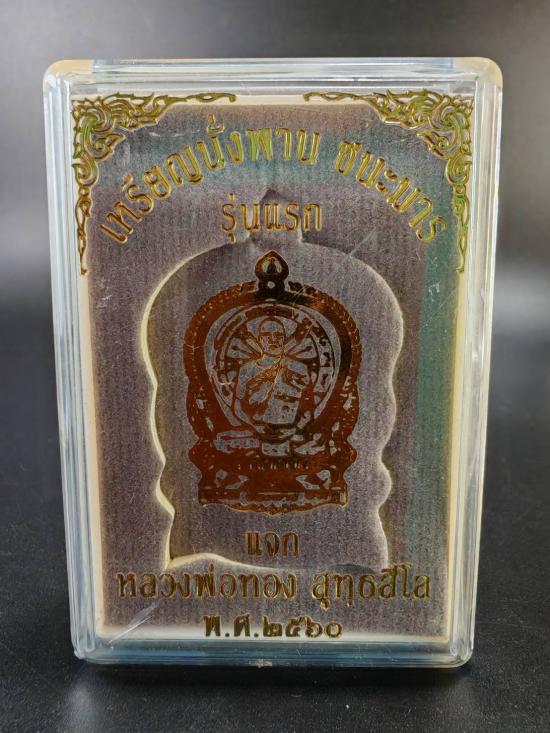 เหรียญนั่งพาน ชนะมาร
รุ่นแรก
แจก
หลวงพ่อทอง สุทฺธสีโล
พ.ศ.๒๕๖๐